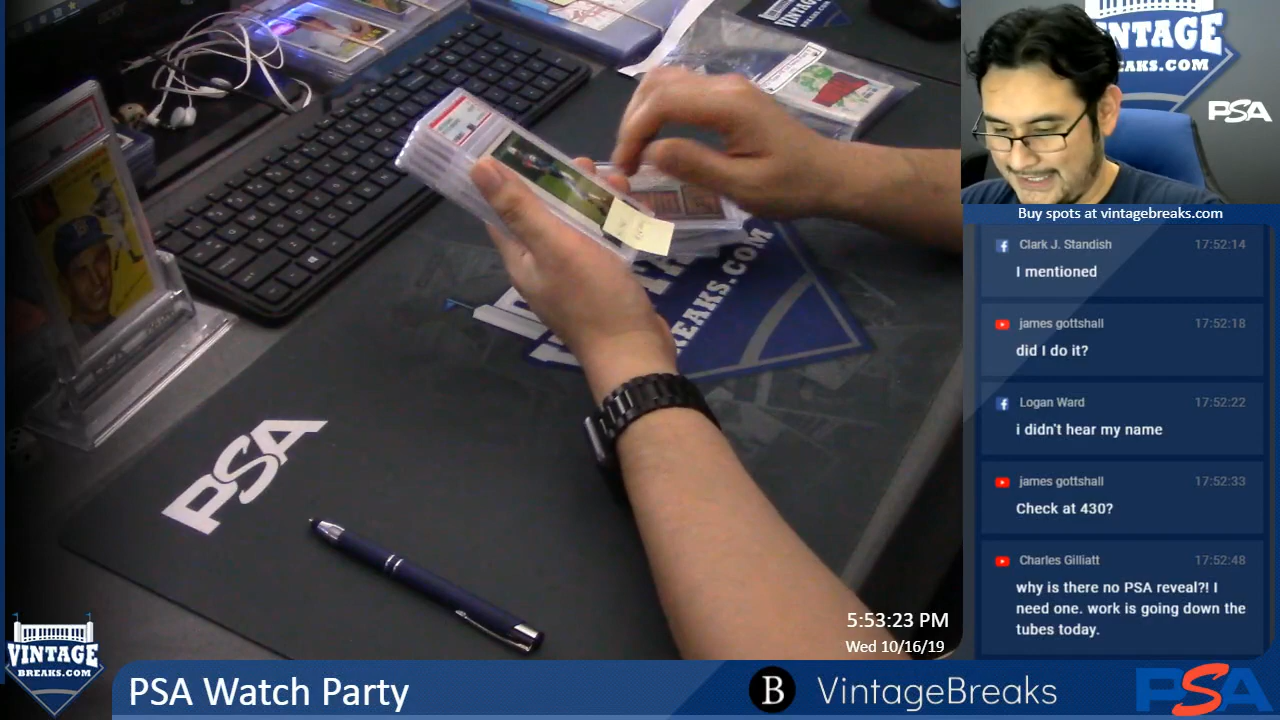 VINTAGE
VINTAGE
AKS.COM
PSA
Buy spots at vintagebreaks.com
Clark J. Standish 17:52:14
I mentioned
james gottshall 17:52:18
did I do it?
Logan Ward 17:52:22
i didn't hear my name
james gottshall 17:52:33
Check at 430?
Charles Gilliatt 17:52:48
why is there no PSA reveal?! I
need one. work is going down the
tubes today.
BREAKS.COM
PSA
5:53:23 PM
Wed 10/16/19
VINTAGE
BREAKS.COM
PSA Watch Party
B VintageBreaks
PSA